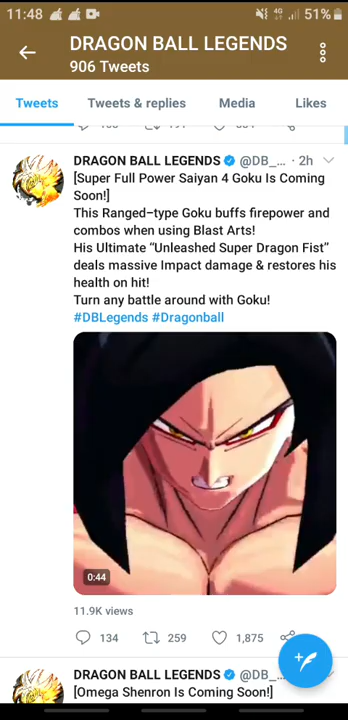 11:48
4G
51%
DRAGON BALL LEGENDS
906 Tweets
Tweets
Tweets & replies
Media
Likes
DRAGON BALL LEGENDS @DB_... · 2h
[Super Full Power Saiyan 4 Goku Is Coming
Soon!]
This Ranged-type Goku buffs firepower and
combos when using Blast Arts!
His Ultimate “Unleashed Super Dragon Fist”
deals massive Impact damage & restores his
health on hit!
Turn any battle around with Goku!
#DBLegends #Dragonball
0:44
11.9K views
134
259
1,875
DRAGON BALL LEGENDS @DB_...
[Omega Shenron Is Coming Soon!]